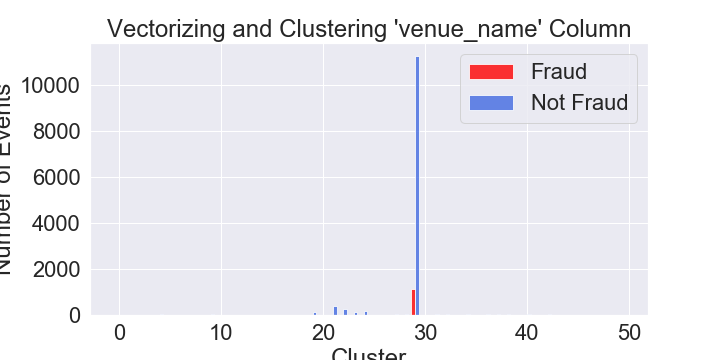 Vectorizing and Clustering 'venue_name' Column
Fraud
Not Fraud
Number of Events
10000
8000
6000
4000
2000
0
0 10 20 30 40 50
Cluster